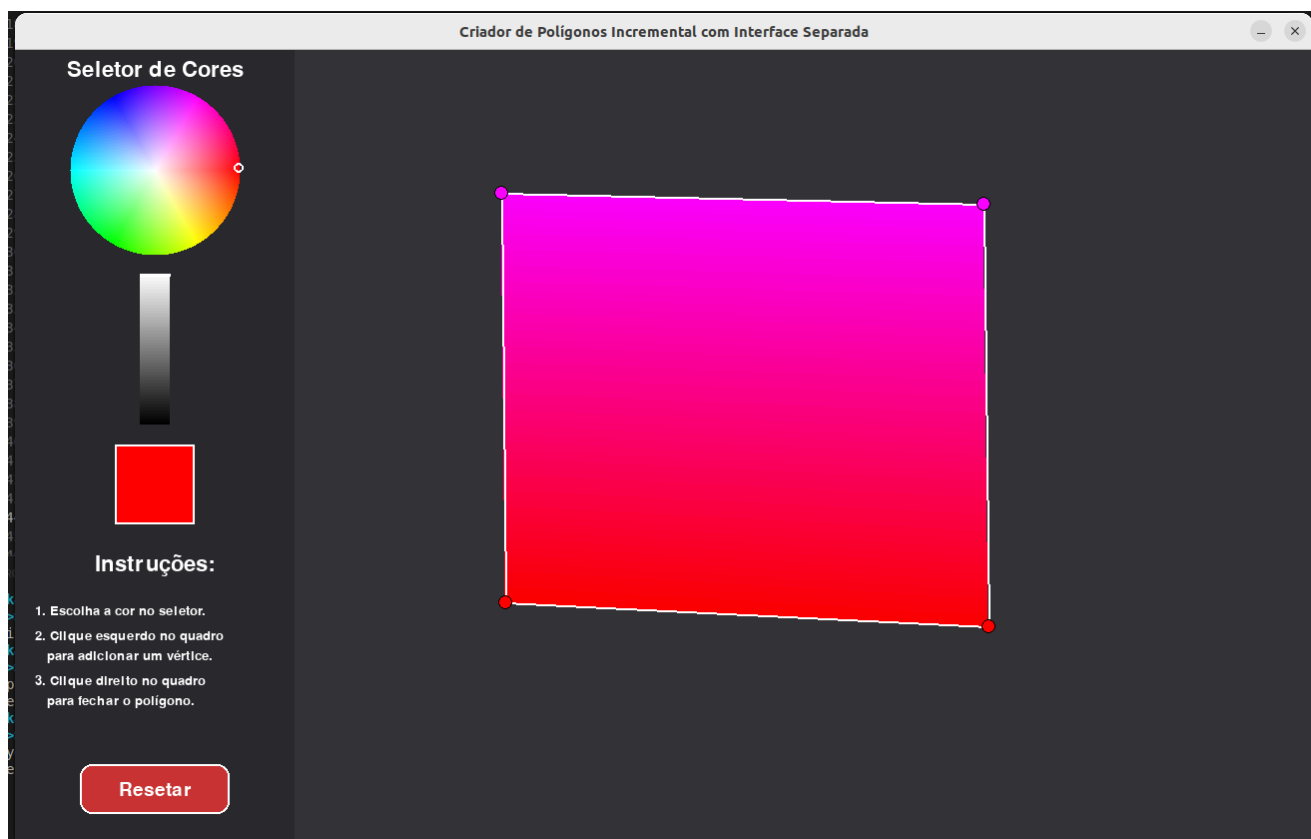 Criador de Polígonos Incremental com Interface Separada
Seletor de Cores
Instruções:
1. Escolha a cor no seletor.
2. Clique esquerdo no quadro
para adicionar um vértice.
3. Clique direito no quadro
para fechar o polígono.
Resetar